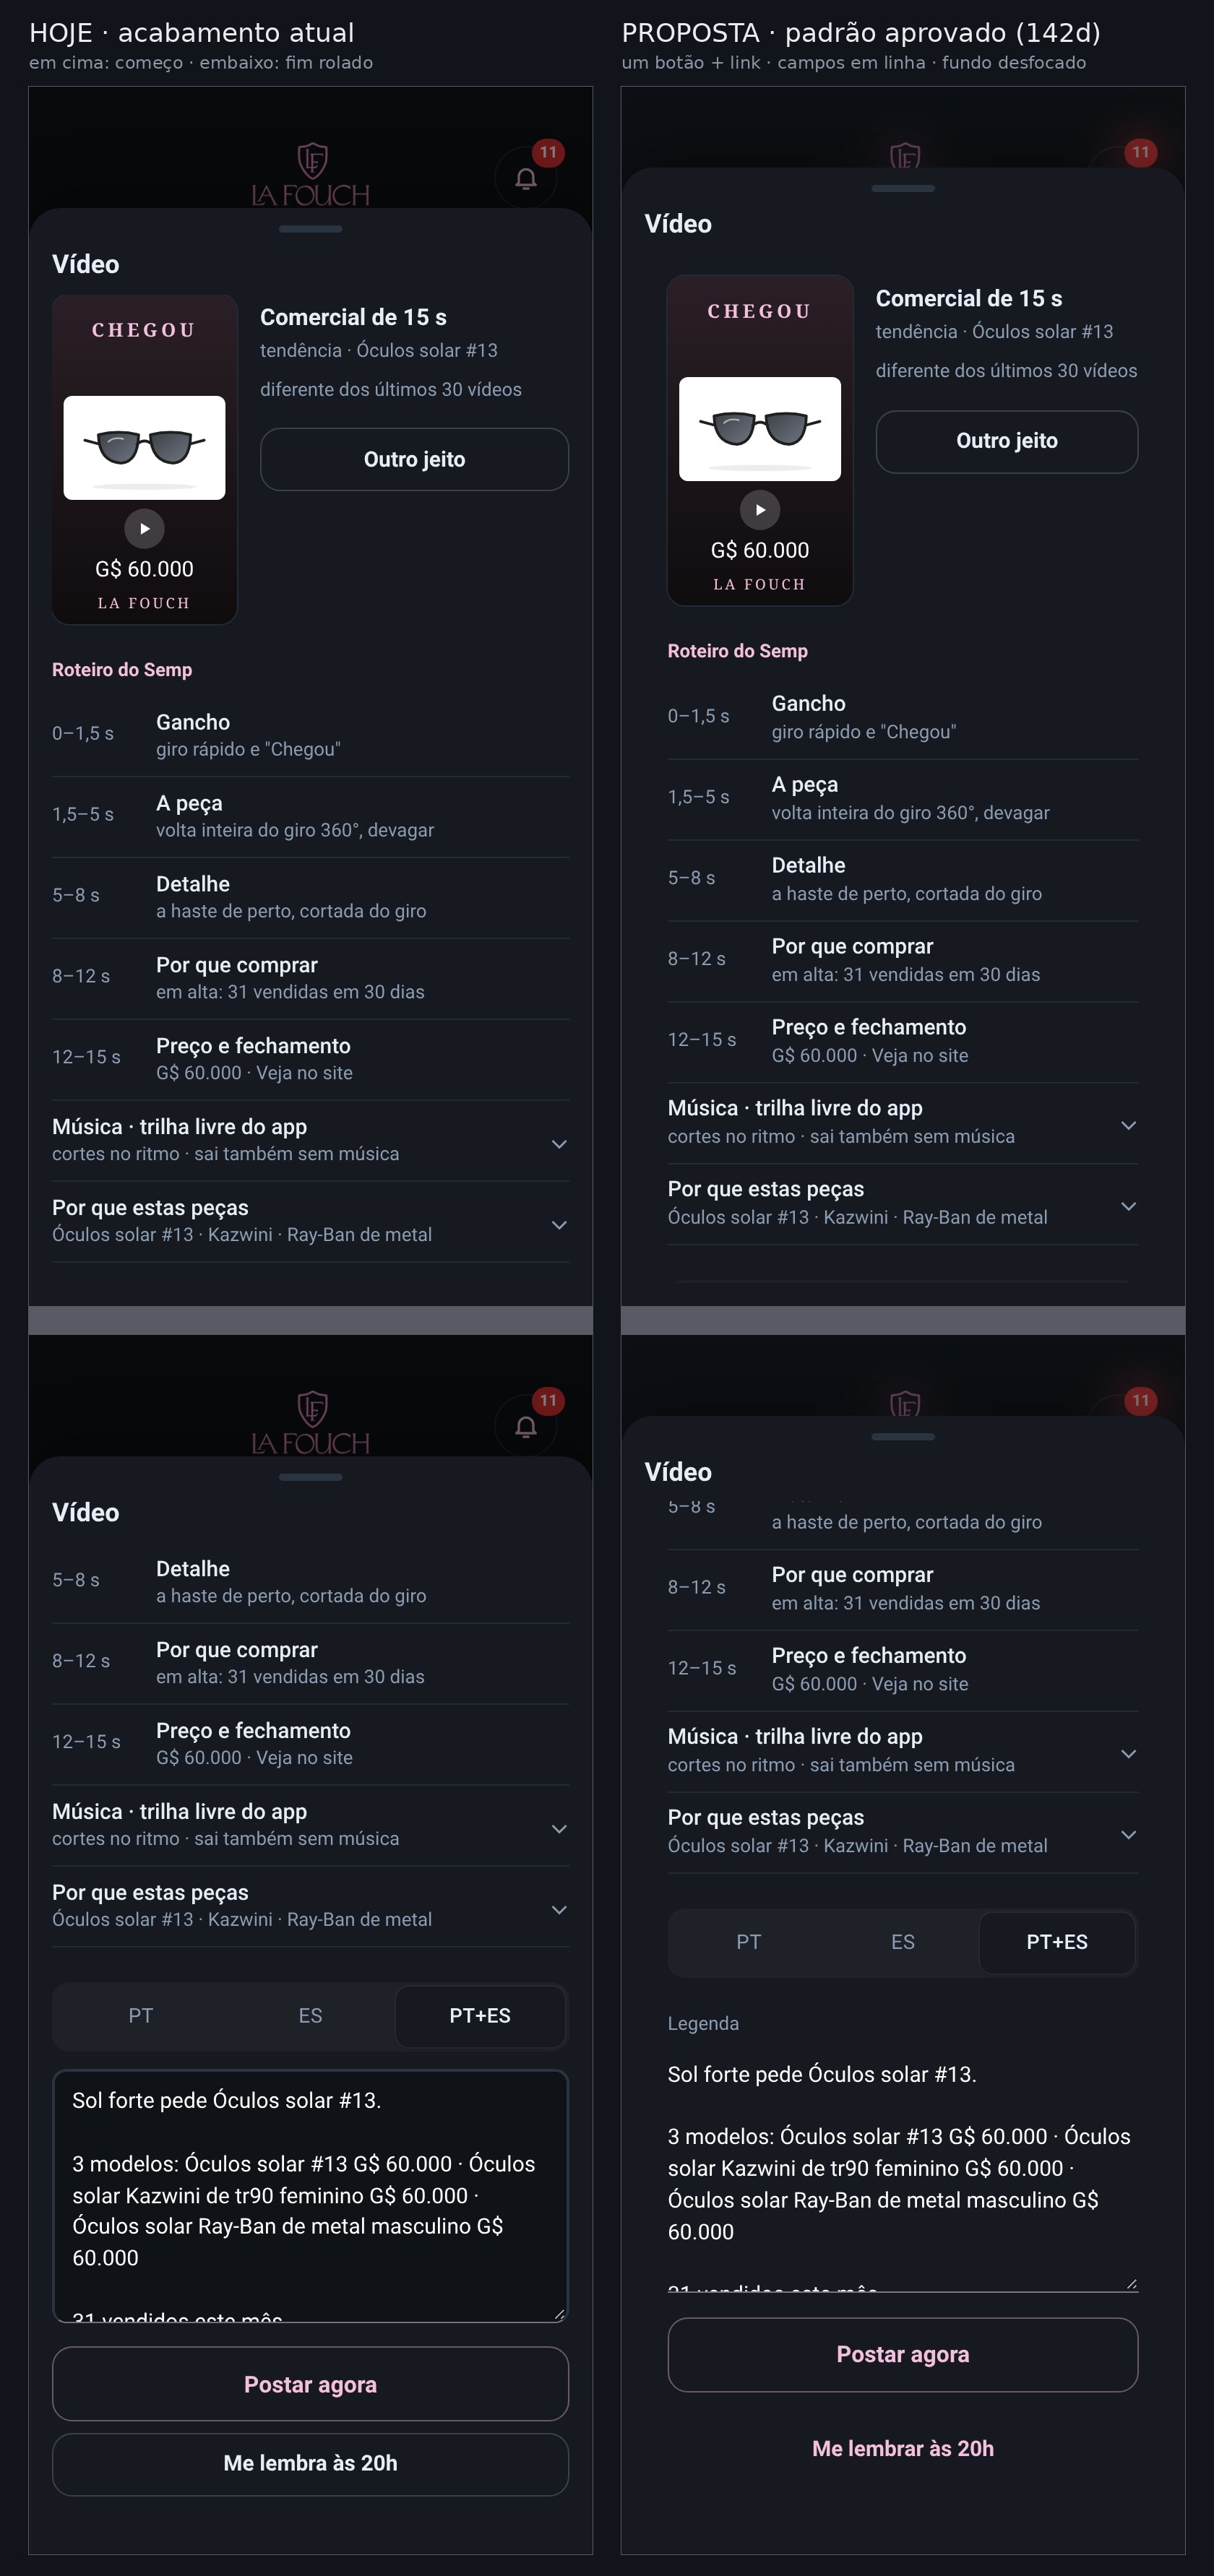 HOJE · acabamento atual
em cima: começo · embaixo: fim rolado
11
LA FOUCH
Vídeo
CHEGOU
G$ 60.000
LA FOUCH
Comercial de 15 s
tendência · Óculos solar #13
diferente dos últimos 30 vídeos
Outro jeito
Roteiro do Semp
0–1,5 s
Gancho
giro rápido e "Chegou"
1,5–5 s
A peça
volta inteira do giro 360°, devagar
5–8 s
Detalhe
a haste de perto, cortada do giro
8–12 s
Por que comprar
em alta: 31 vendidas em 30 dias
12–15 s
Preço e fechamento
G$ 60.000 · Veja no site
Música · trilha livre do app
cortes no ritmo · sai também sem música
Por que estas peças
Óculos solar #13 · Kazwini · Ray-Ban de metal
11
LA FOUCH
Vídeo
5–8 s
Detalhe
a haste de perto, cortada do giro
8–12 s
Por que comprar
em alta: 31 vendidas em 30 dias
12–15 s
Preço e fechamento
G$ 60.000 · Veja no site
Música · trilha livre do app
cortes no ritmo · sai também sem música
Por que estas peças
Óculos solar #13 · Kazwini · Ray-Ban de metal
PT
ES
PT+ES
Sol forte pede Óculos solar #13.
3 modelos: Óculos solar #13 G$ 60.000 · Óculos
solar Kazwini de tr90 feminino G$ 60.000 ·
Óculos solar Ray-Ban de metal masculino G$
60.000
31 vendidos este mês
Postar agora
Me lembra às 20h
PROPOSTA · padrão aprovado (142d)
um botão + link · campos em linha · fundo desfocado
11
Vídeo
CHEGOU
G$ 60.000
LA FOUCH
Comercial de 15 s
tendência · Óculos solar #13
diferente dos últimos 30 vídeos
Outro jeito
Roteiro do Semp
0–1,5 s
Gancho
giro rápido e "Chegou"
1,5–5 s
A peça
volta inteira do giro 360°, devagar
5–8 s
Detalhe
a haste de perto, cortada do giro
8–12 s
Por que comprar
em alta: 31 vendidas em 30 dias
12–15 s
Preço e fechamento
G$ 60.000 · Veja no site
Música · trilha livre do app
cortes no ritmo · sai também sem música
Por que estas peças
Óculos solar #13 · Kazwini · Ray-Ban de metal
11
Vídeo
5–8 s
a haste de perto, cortada do giro
8–12 s
Por que comprar
em alta: 31 vendidas em 30 dias
12–15 s
Preço e fechamento
G$ 60.000 · Veja no site
Música · trilha livre do app
cortes no ritmo · sai também sem música
Por que estas peças
Óculos solar #13 · Kazwini · Ray-Ban de metal
PT
ES
PT+ES
Legenda
Sol forte pede Óculos solar #13.
3 modelos: Óculos solar #13 G$ 60.000 · Óculos
solar Kazwini de tr90 feminino G$ 60.000 ·
Óculos solar Ray-Ban de metal masculino G$
60.000
Postar agora
Me lembrar às 20h